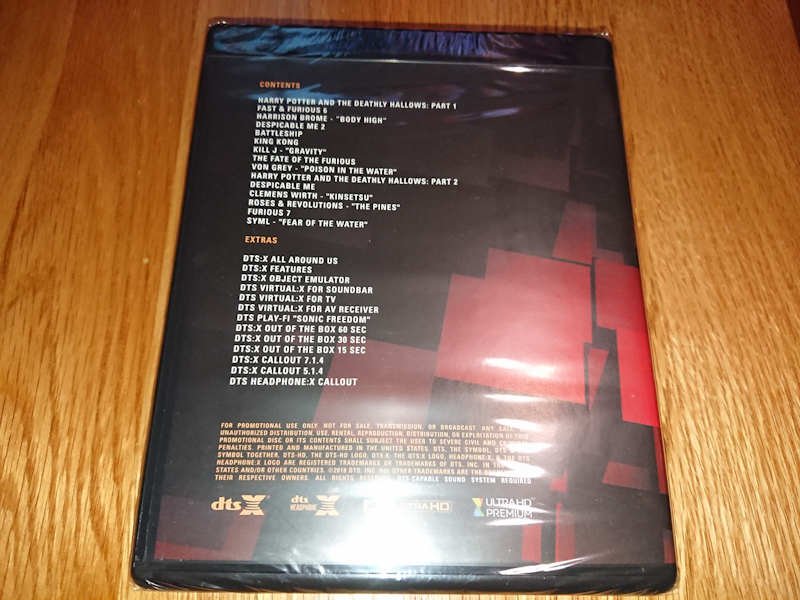 CONTENTS
HARRY POTTER AND THE DEATHLY HALLOWS: PART 1
FAST & FURIOUS 6
HARRISON BROME - "BODY HIGH"
DESPICABLE ME 2
BATTLESHIP
KING KONG
KILL J - "GRAVITY"
THE FATE OF THE FURIOUS
VON GREY - "POISON IN THE WATER"
HARRY POTTER AND THE DEATHLY HALLOWS: PART 2
DESPICABLE ME
CLEMENS WIRTH - "KINSETSU"
ROSES & REVOLUTIONS - "THE PINES"
FURIOUS 7
SYML - "FEAR OF THE WATER"
EXTRAS
DTS:X ALL AROUND US
DTS:X FEATURES
DTS:X OBJECT EMULATOR
DTS VIRTUAL:X FOR SOUNDBAR
DTS VIRTUAL:X FOR TV
DTS VIRTUAL:X FOR AV RECEIVER
DTS PLAY-FI "SONIC FREEDOM"
DTS:X OUT OF THE BOX 60 SEC
DTS:X OUT OF THE BOX 30 SEC
DTS:X OUT OF THE BOX 15 SEC
DTS:X CALLOUT 7.1.4
DTS:X CALLOUT 5.1.4
DTS HEADPHONE:X CALLOUT
FOR PROMOTIONAL USE ONLY. NOT FOR SALE, TRANSMISSION, OR BROADCAST. ANY SALE,
UNAUTHORIZED DISTRIBUTION, USE, RENTAL, REPRODUCTION, DISTRIBUTION, OR EXPLOITATION OF THIS
PROMOTIONAL DISC OR ITS CONTENTS SHALL SUBJECT THE USER TO SEVERE CIVIL AND CRIMINAL
PENALTIES. PRINTED AND MANUFACTURED IN THE UNITED STATES. DTS, THE SYMBOL, DTS
SYMBOL TOGETHER, DTS-HD, THE DTS-HD LOGO, DTS:X, THE DTS:X LOGO, HEADPHONE:X, & THE DTS
HEADPHONE:X LOGO ARE REGISTERED TRADEMARKS OR TRADEMARKS OF DTS, INC. IN THE
STATES AND/OR OTHER COUNTRIES. ©2018 DTS, INC. OTHER TRADEMARKS ARE THE
THEIR RESPECTIVE OWNERS. ALL RIGHTS DTS-CAPABLE SOUND SYSTEM REQUIRED
dts X
dts HEADPHONE X
ULTRA HD
ULTRAHD PREMIUM